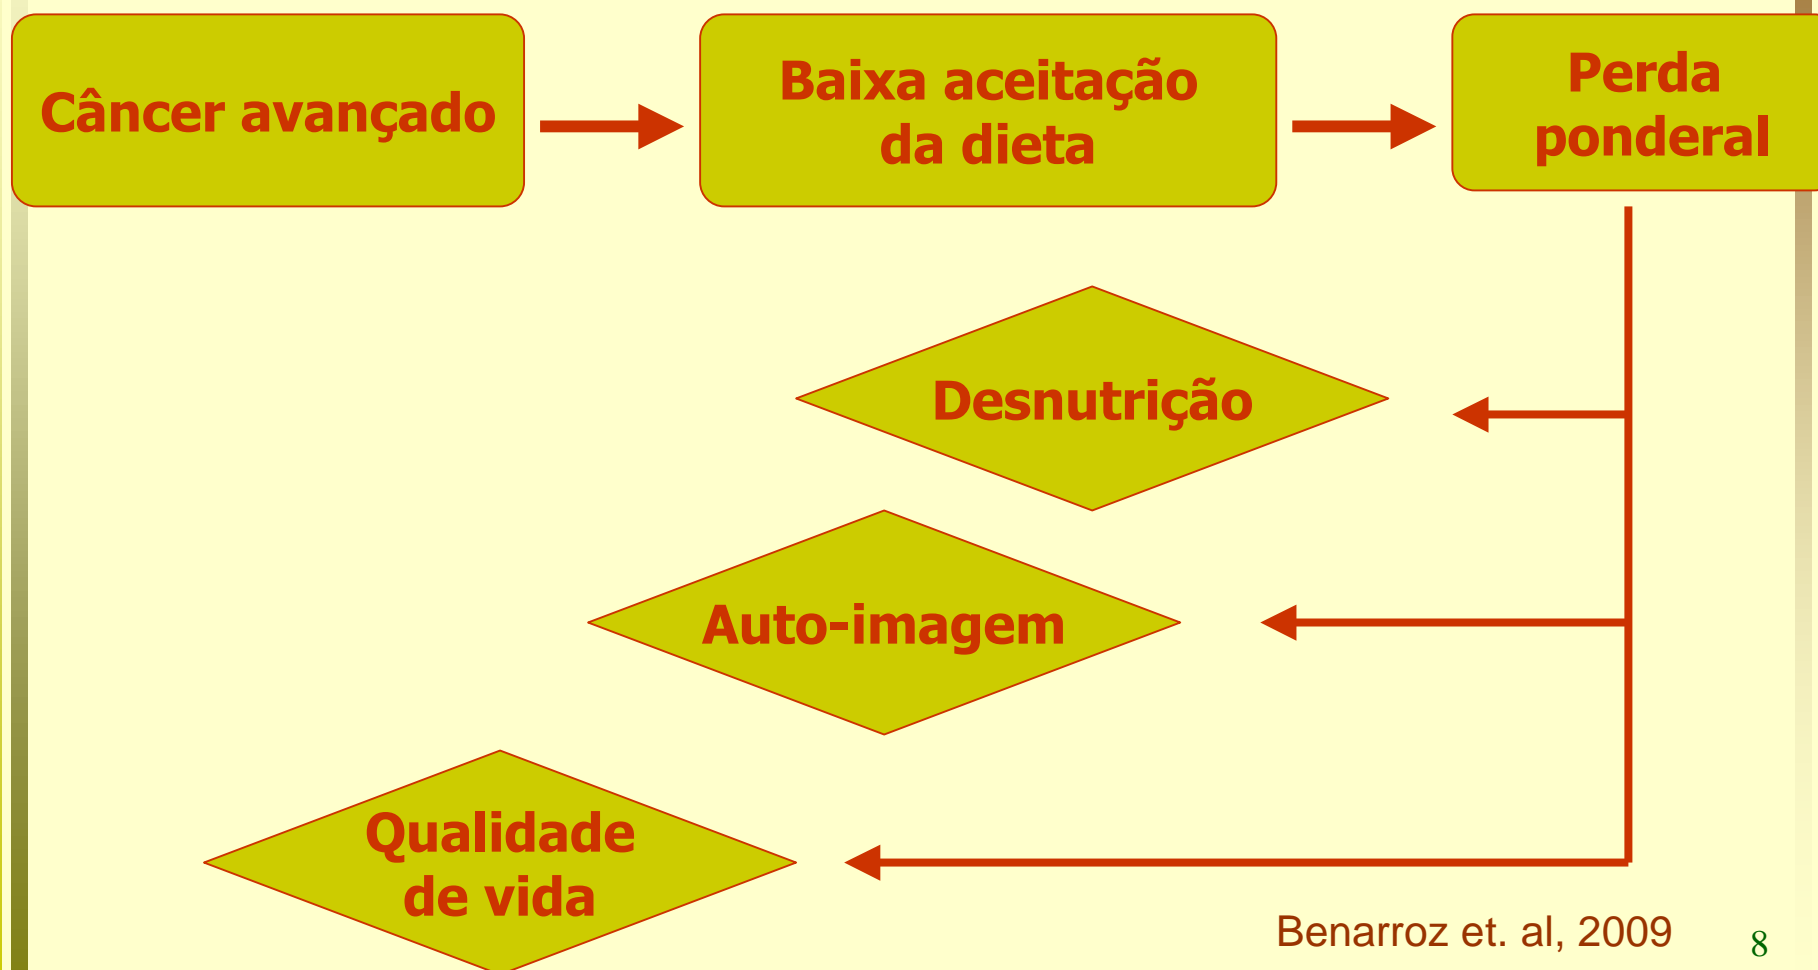 Câncer avançado
Baixa aceitação
da dieta
Perda
ponderal
Desnutrição
Auto-imagem
Qualidade
de vida
Benarroz et. al, 2009
8